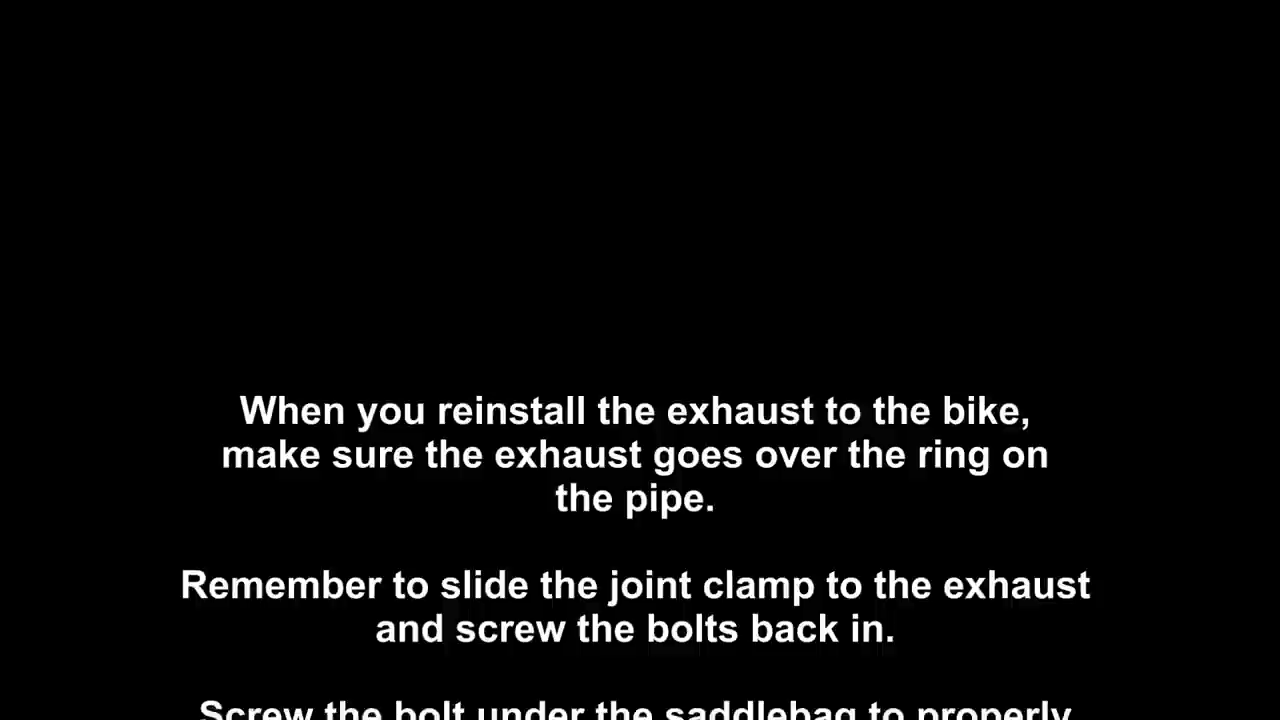 When you reinstall the exhaust to the bike,
make sure the exhaust goes over the ring on
the pipe.
Remember to slide the joint clamp to the exhaust
and screw the bolts back in.
Screw the bolt under the saddlebag to properly